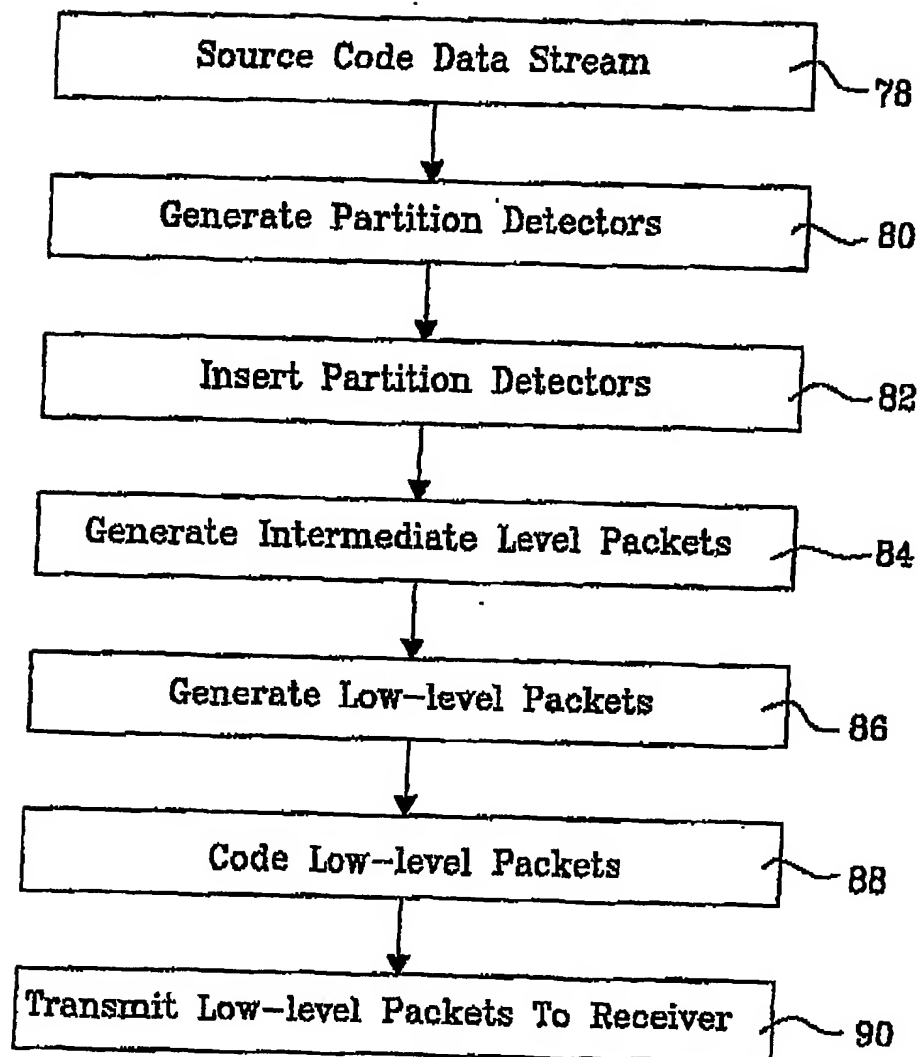 Source Code Data Stream
78
Generate Partition Detectors
80
Insert Partition Detectors
82
Generate Intermediate Level Packets
84
Generate Low-level Packets
86
Code Low-level Packets
88
Transmit Low-level Packets To Receiver
90